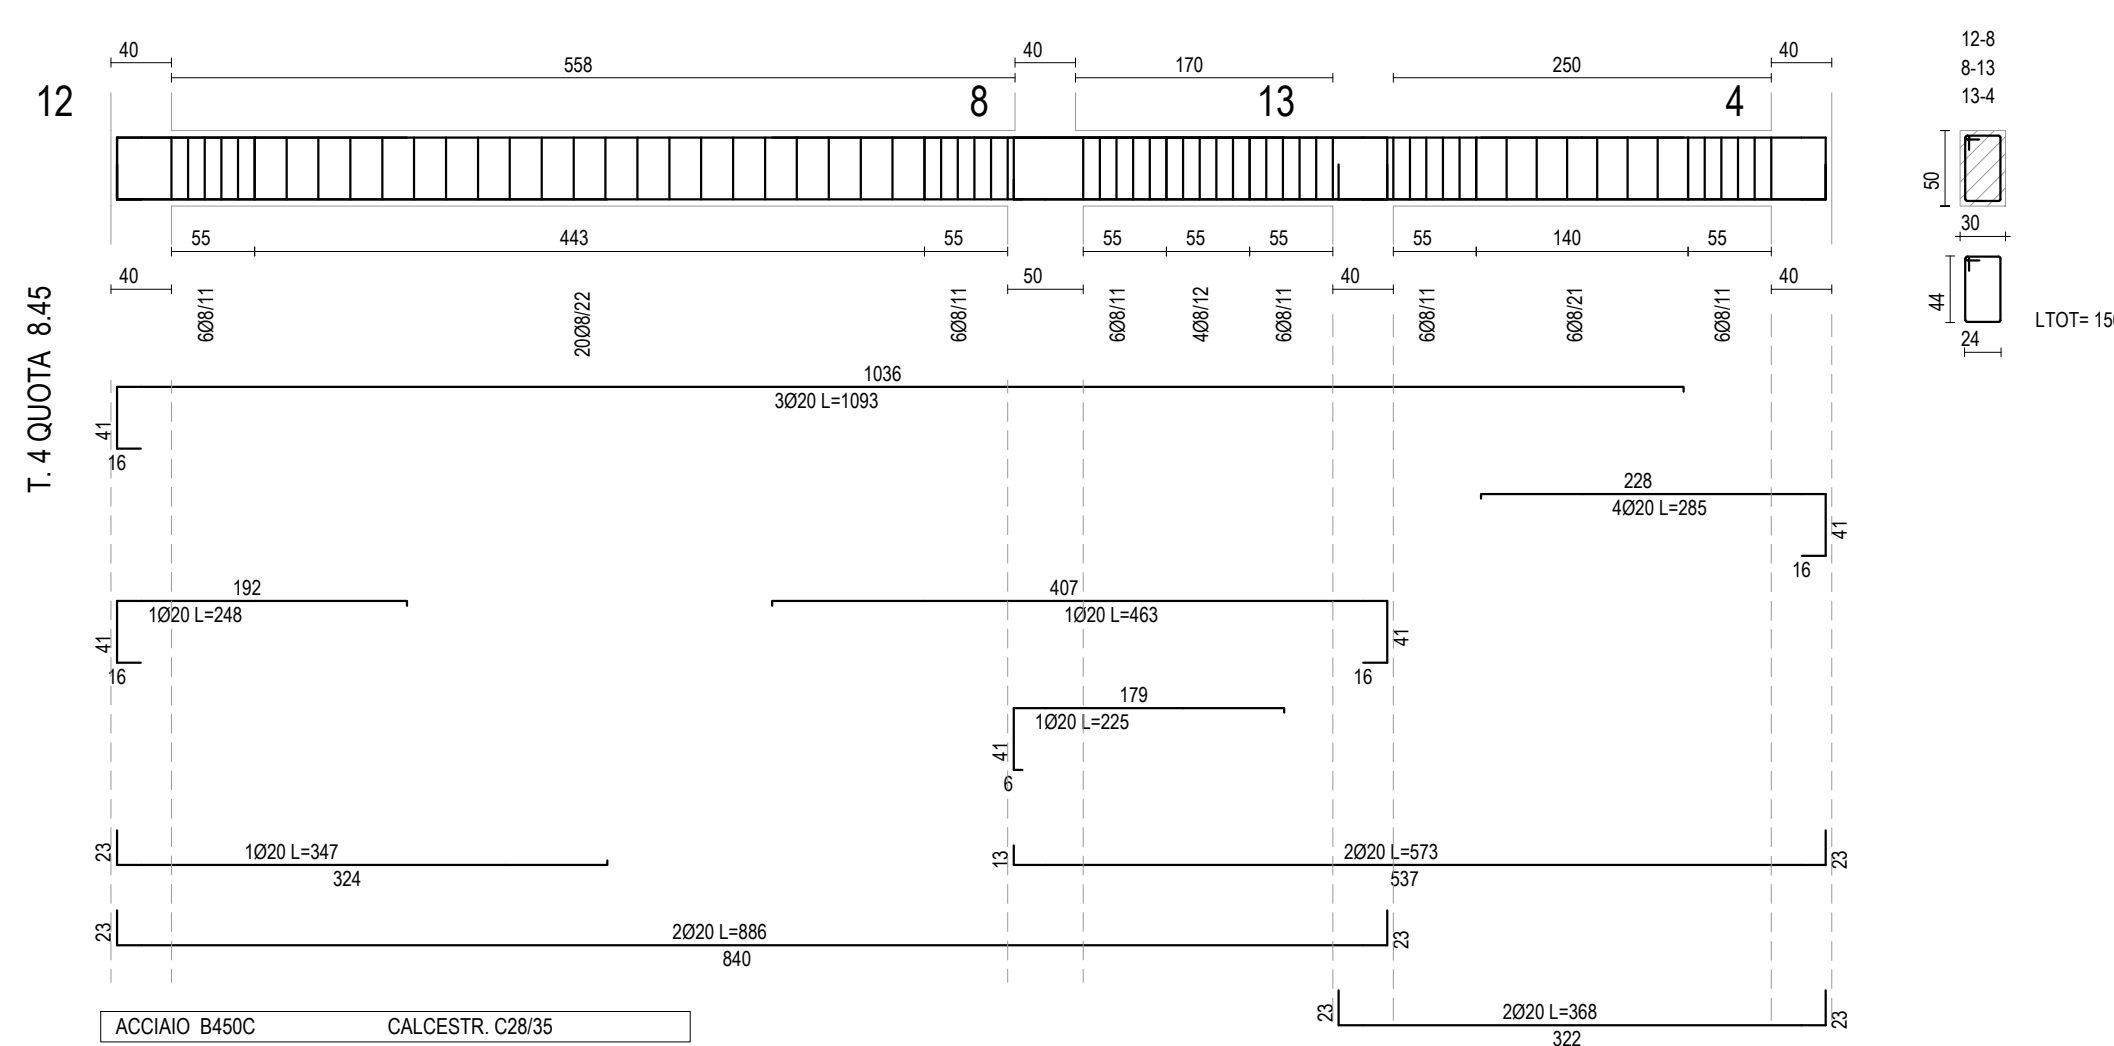 40
40
40
558
170
250
12
8
13
4
12-8
8-13
13-4
50
30
55
443
55
55
55
55
55
140
55
40
50
40
40
6Ø8/11
20Ø8/22
6Ø8/11
6Ø8/11
4Ø8/12
6Ø8/11
6Ø8/11
6Ø8/21
6Ø8/11
44
24
LTOT= 150
T. 4 QUOTA 8.45
1036
3Ø20 L=1093
41
16
228
4Ø20 L=285
41
16
192
1Ø20 L=248
41
16
407
1Ø20 L=463
41
16
179
1Ø20 L=225
41
6
23
1Ø20 L=347
324
13
2Ø20 L=573
537
23
23
2Ø20 L=886
840
23
23
2Ø20 L=368
322
23
ACCIAIO B450C
CALCESTR. C28/35